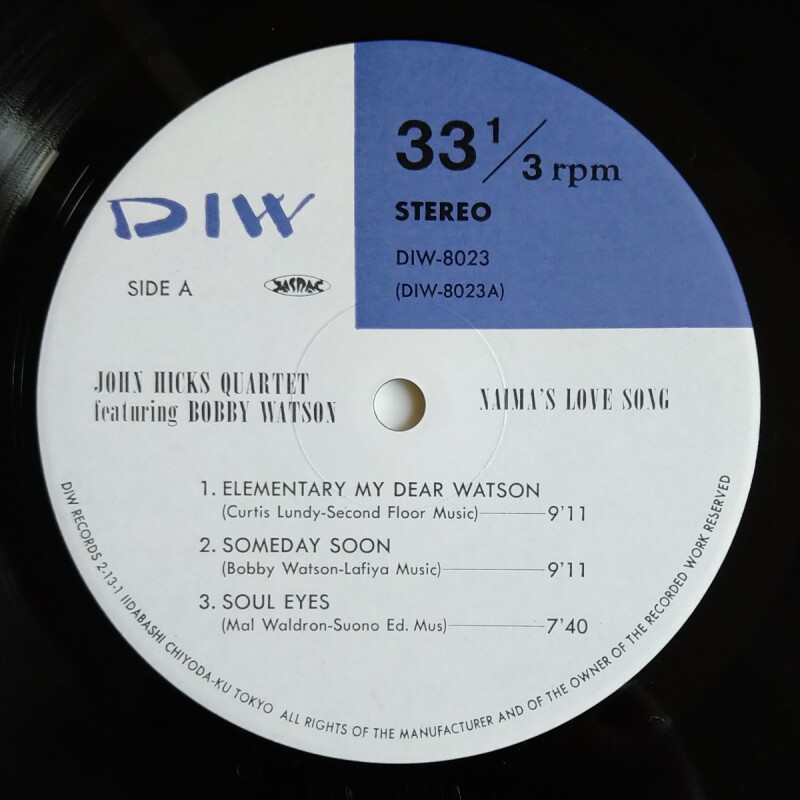 33 1/3 rpm
STEREO
DIW-8023
(DIW-8023A)
DIW
SIDE A
JASRAC
JOHN HICKS QUARTET
featuring BOBBY WATSON
NAIMA'S LOVE SONG
1. ELEMENTARY MY DEAR WATSON
(Curtis Lundy-Second Floor Music) 9'11
2. SOMEDAY SOON
(Bobby Watson-Lafiya Music) 9'11
3. SOUL EYES
(Mal Waldron-Suono Ed. Mus) 7'40
DIW RECORDS 2-13-1 IIDABASHI CHIYODA-KU TOKYO ALL RIGHTS OF THE MANUFACTURER AND OF THE OWNER OF THE RECORDED WORK RESERVED